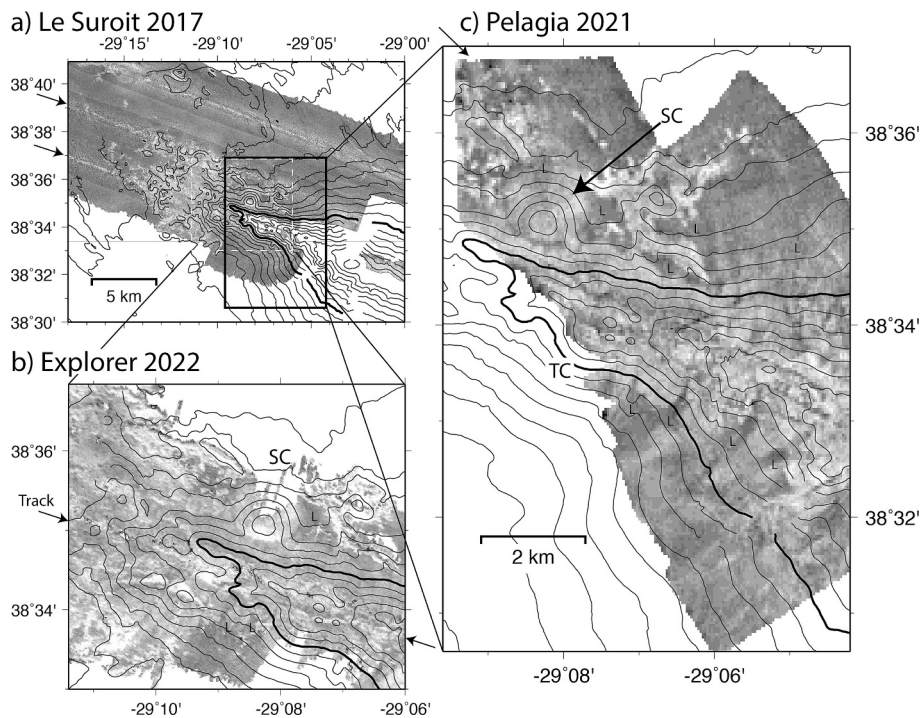 a) Le Suroit 2017
-29°15' -29°10' -29°05' -29°00'
38°40'
38°38'
38°36'
38°34'
38°32'
38°30'
5 km
b) Explorer 2022
38°36'
38°34'
Track
SC
L
L
L
-29°10' -29°08' -29°06'
c) Pelagia 2021
SC
L
L
L
L
L
TC
L
L
L
L
38°36'
38°34'
38°32'
2 km
-29°08' -29°06'